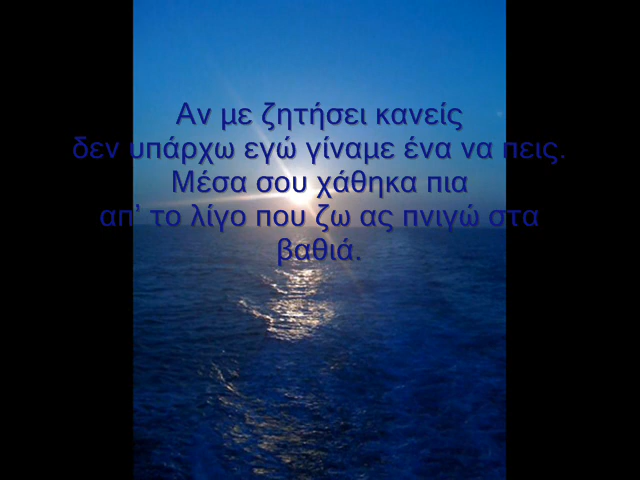 Αν με ζητήσει κανείς
δεν υπάρχω εγώ γίναμε ένα να πεις.
Μέσα σου χάθηκα πια
απ’ το λίγο που ζω ας πνιγώ στα
βαθιά.